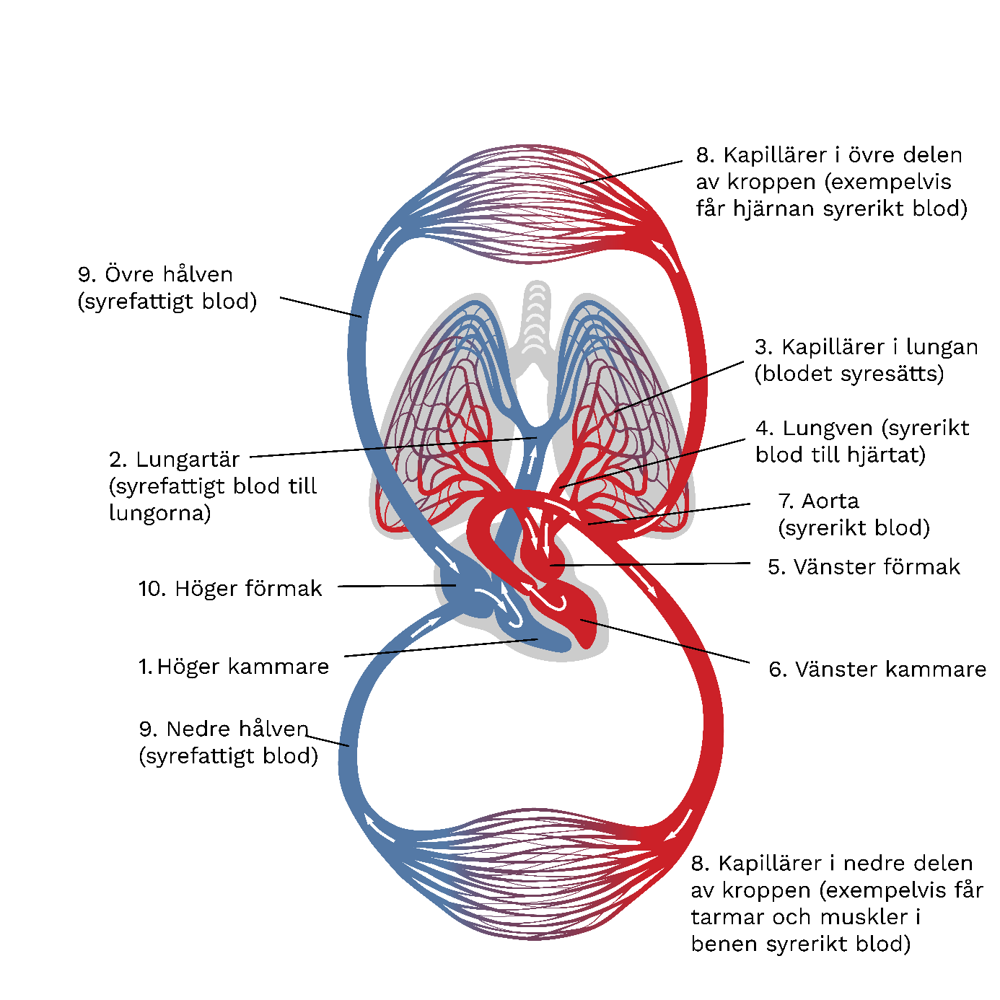 8. Kapillärer i övre delen
av kroppen (exempelvis
får hjärnan syrerikt blod)
9. Övre hålven
(syrefattigt blod)
3. Kapillärer i lungan
(blodet syresätts)
4. Lungven (syrerikt
blod till hjärtat)
2. Lungartär
(syrefattigt blod till
lungorna)
7. Aorta
(syrerikt blod)
5. Vänster förmak
10. Höger förmak
1. Höger kammare
6. Vänster kammare
9. Nedre hålven
(syrefattigt blod)
8. Kapillärer i nedre delen
av kroppen (exempelvis får
tarmar och muskler i
benen syrerikt blod)